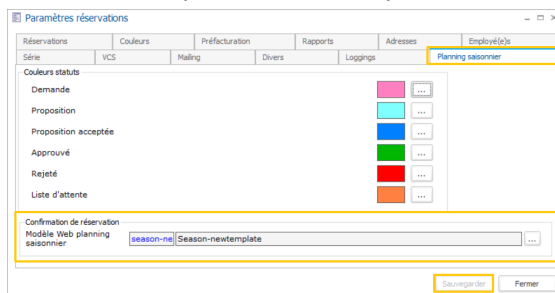 Paramètres réservations
Réservations Couleurs Préfacturation Rapports Adresses Employé(e)s
Série VCS Mailing Divers Loggings Planning saisonnier
Couleurs statuts
Demande ...
Proposition ...
Proposition acceptée ...
Approuvé ...
Rejeté ...
Liste d'attente ...
Confirmation de réservation
Modèle Web planning saisonnier season-ne Season-newtemplate ...
Sauvegarder Fermer